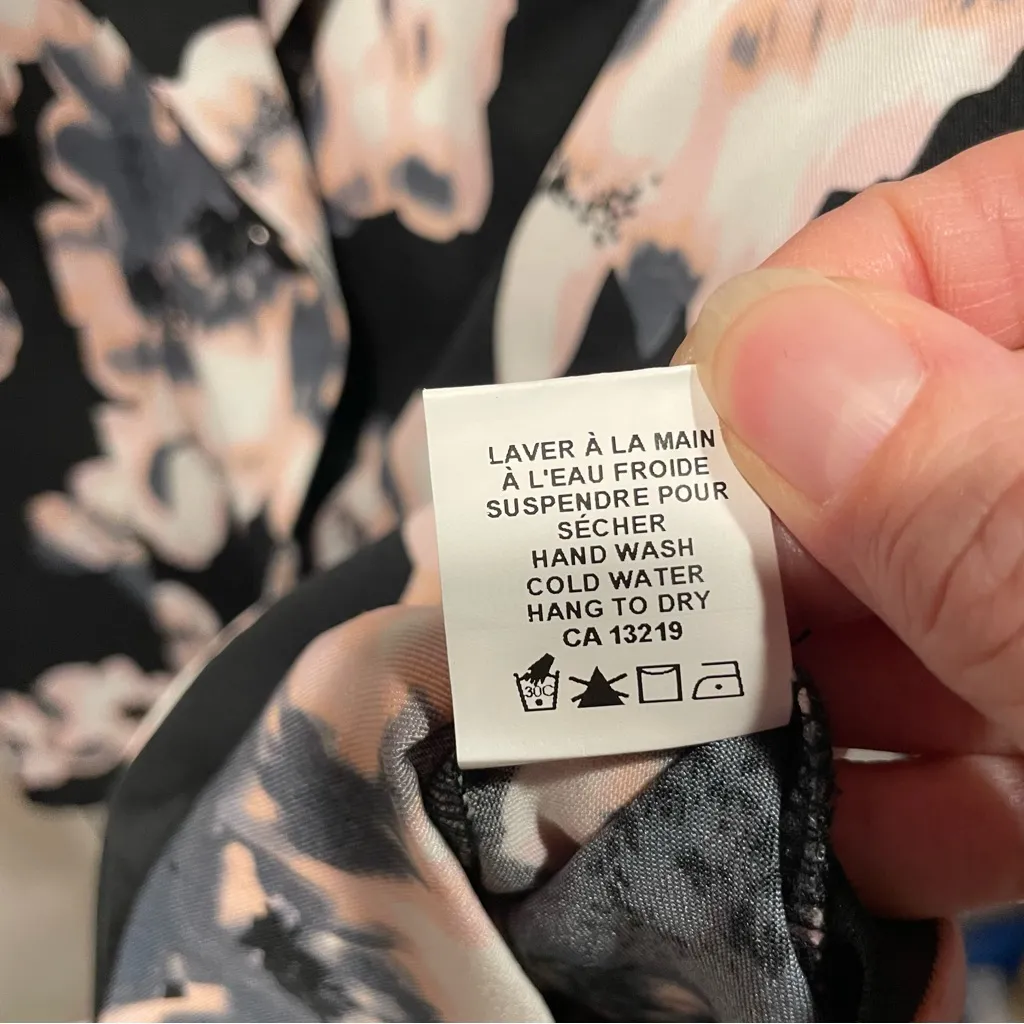 LAVER À LA MAIN
À L'EAU FROIDE
SUSPENDRE POUR
SÉCHER
HAND WASH
COLD WATER
HANG TO DRY
CA 13219
30C